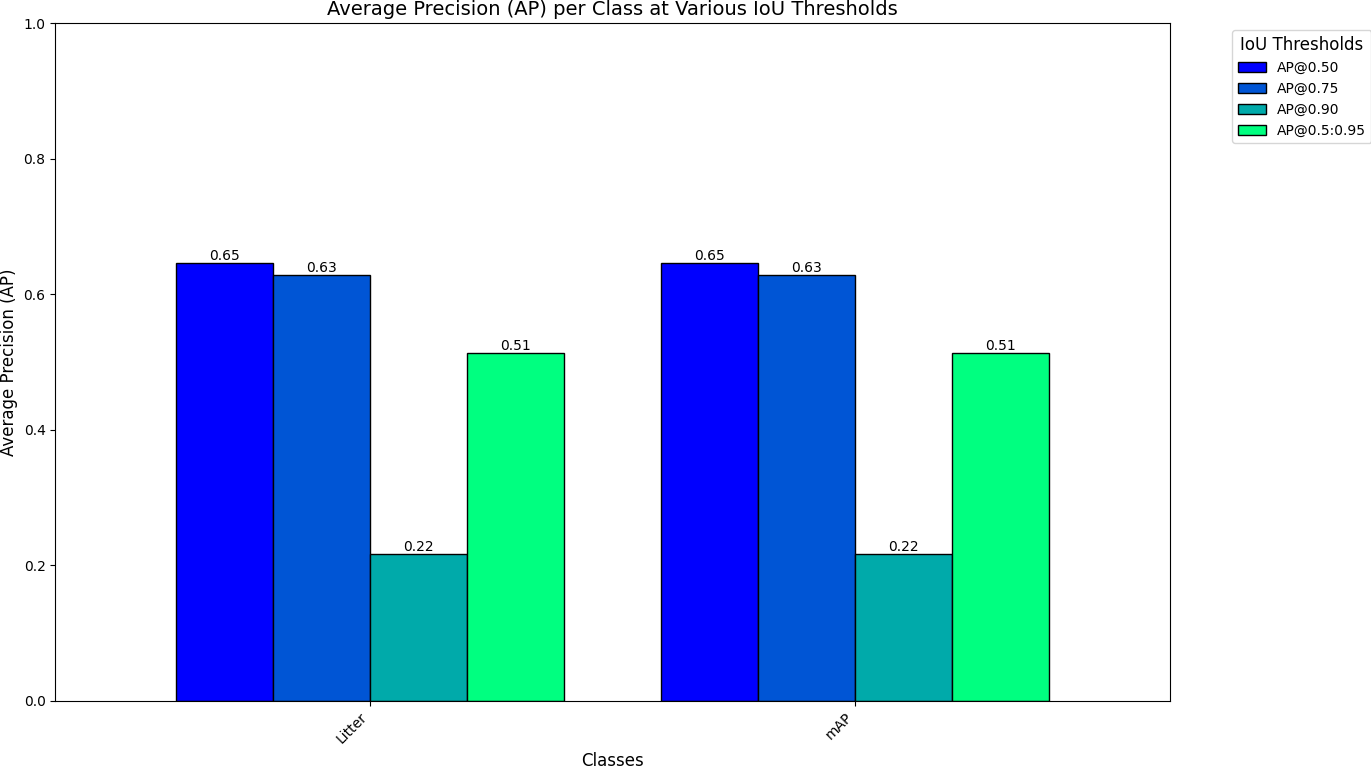 Average Precision (AP) per Class at Various IoU Thresholds
IoU Thresholds
AP@0.50
AP@0.75
AP@0.90
AP@0.5:0.95
Average Precision (AP)
1.0
0.8
0.6
0.4
0.2
0.0
0.65
0.63
0.22
0.51
0.65
0.63
0.22
0.51
Litter
mAP
Classes